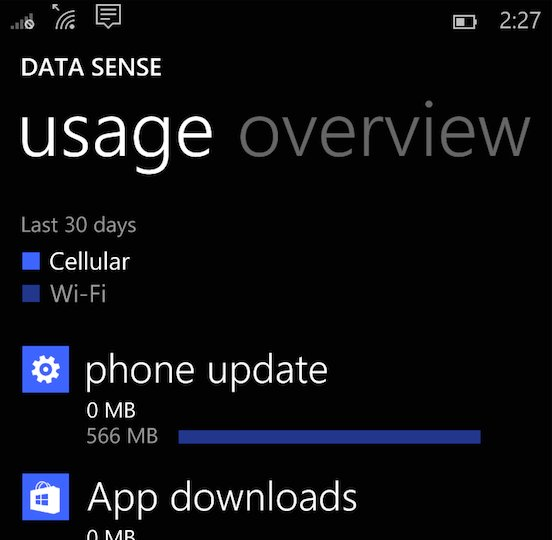 2:27
DATA SENSE
usage overview
Last 30 days
Cellular
Wi-Fi
phone update
0 MB
566 MB
App downloads
0 MB